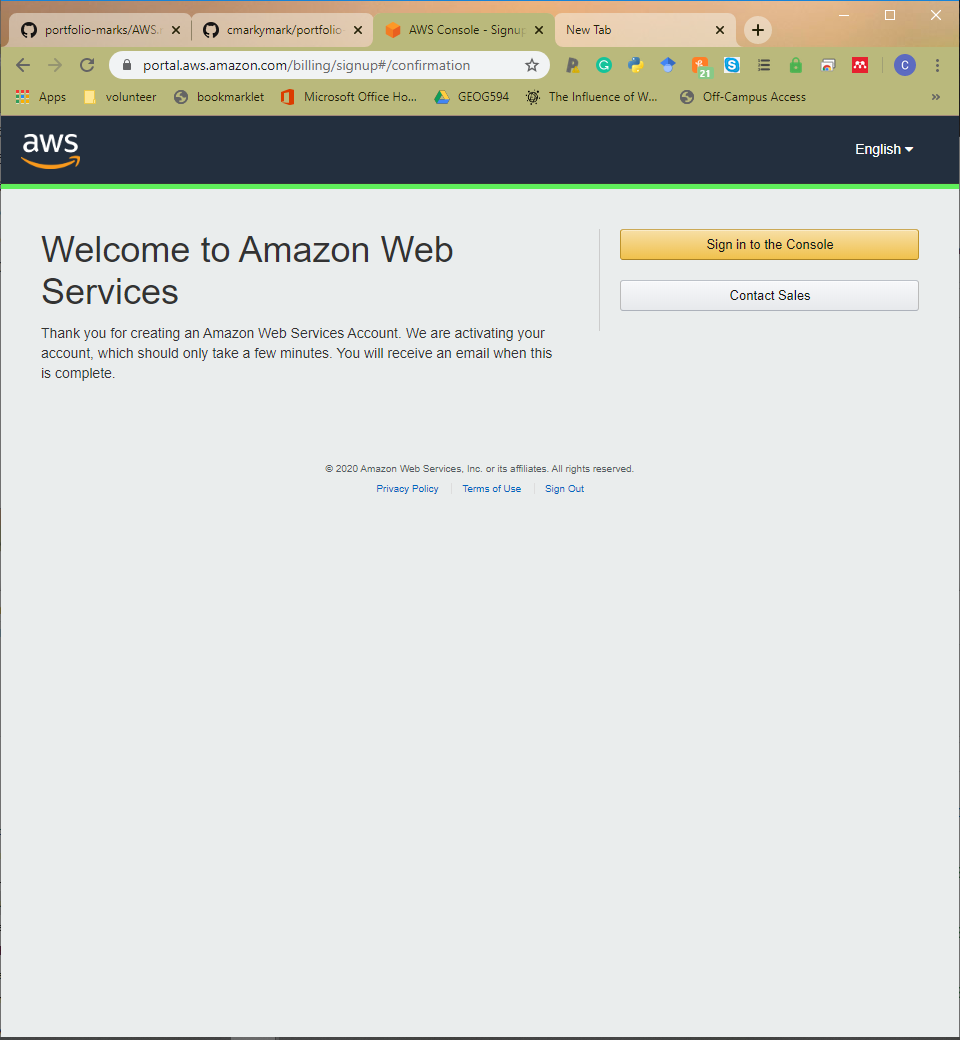 portfolio-marks/AWS.
cmarkymark/portfolio
AWS Console - Signup
New Tab
portal.aws.amazon.com/billing/signup#/confirmation
21
C
Apps
volunteer
bookmarklet
Microsoft Office Ho...
GEOG594
The Influence of W...
Off-Campus Access
»
aws
English
Welcome to Amazon Web
Services
Thank you for creating an Amazon Web Services Account. We are activating your
account, which should only take a few minutes. You will receive an email when this
is complete.
Sign in to the Console
Contact Sales
© 2020 Amazon Web Services, Inc. or its affiliates. All rights reserved.
Privacy Policy
Terms of Use
Sign Out